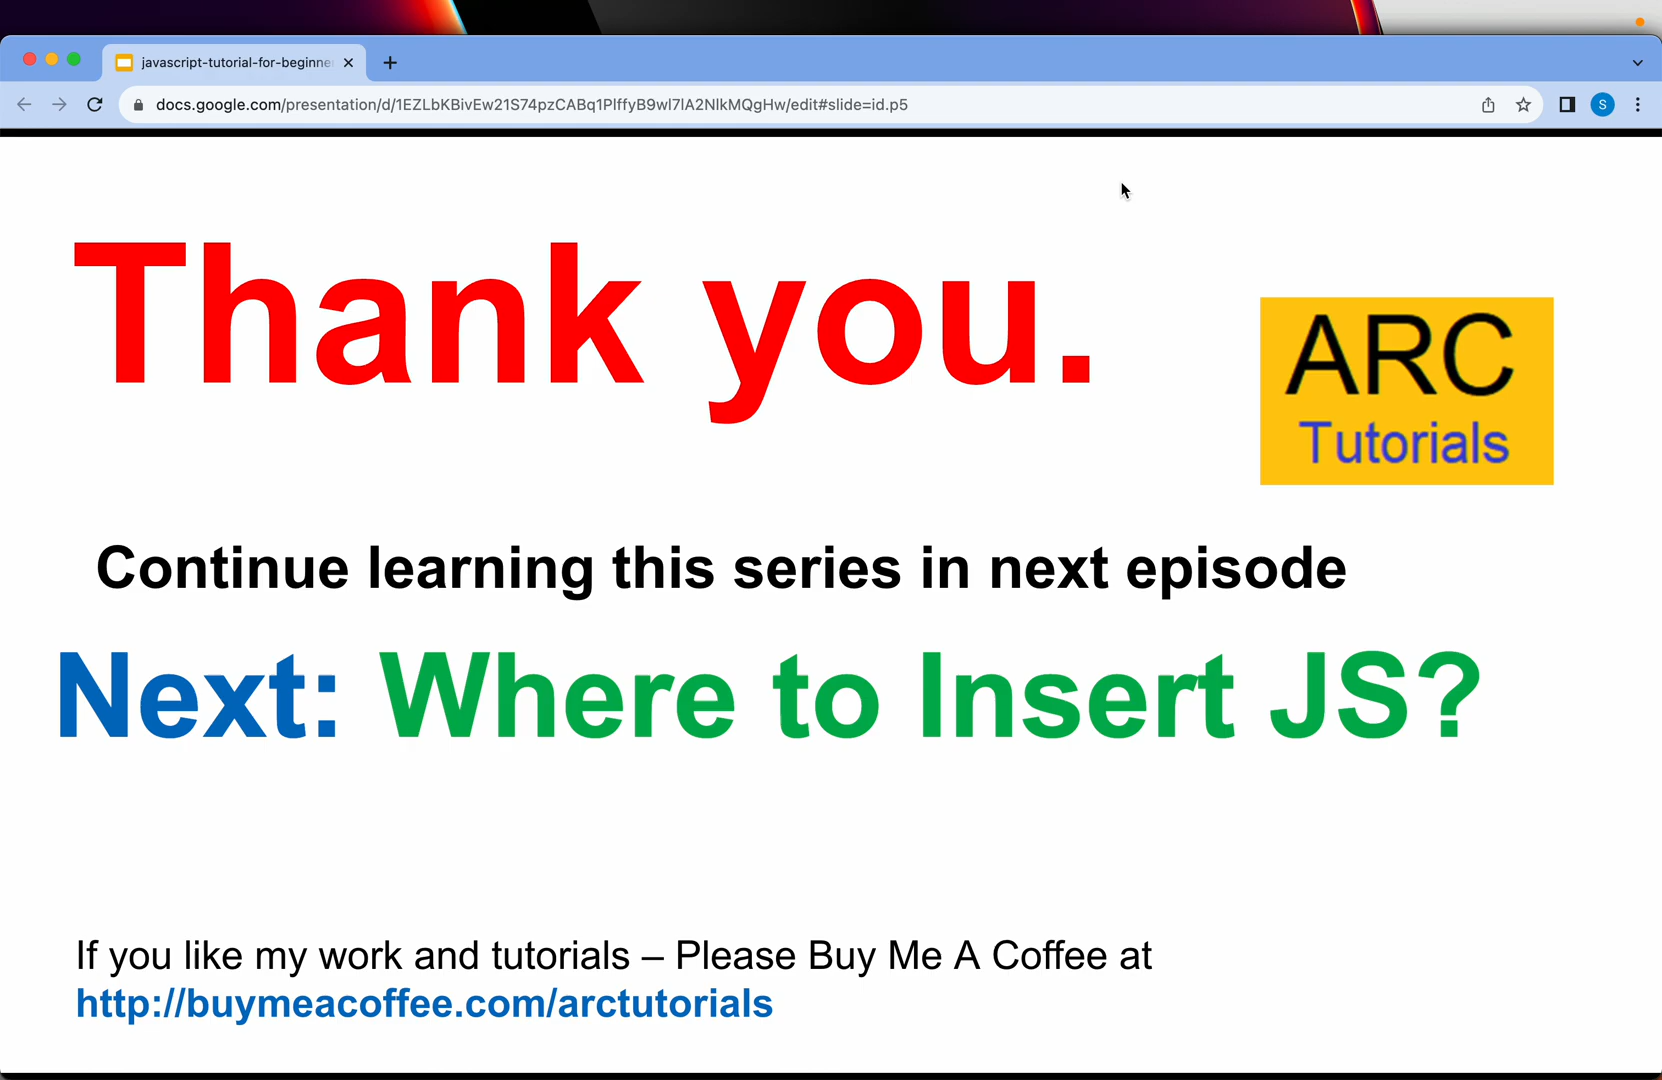 javascript-tutorial-for-beginne
docs.google.com/presentation/d/1EZLbKBivEw21S74pzCABq1PlffyB9wl7lA2NlkMQgHw/edit#slide=id.p5
S
Thank you.
ARC
Tutorials
Continue learning this series in next episode
Next: Where to Insert JS?
If you like my work and tutorials – Please Buy Me A Coffee at
http://buymeacoffee.com/arctutorials